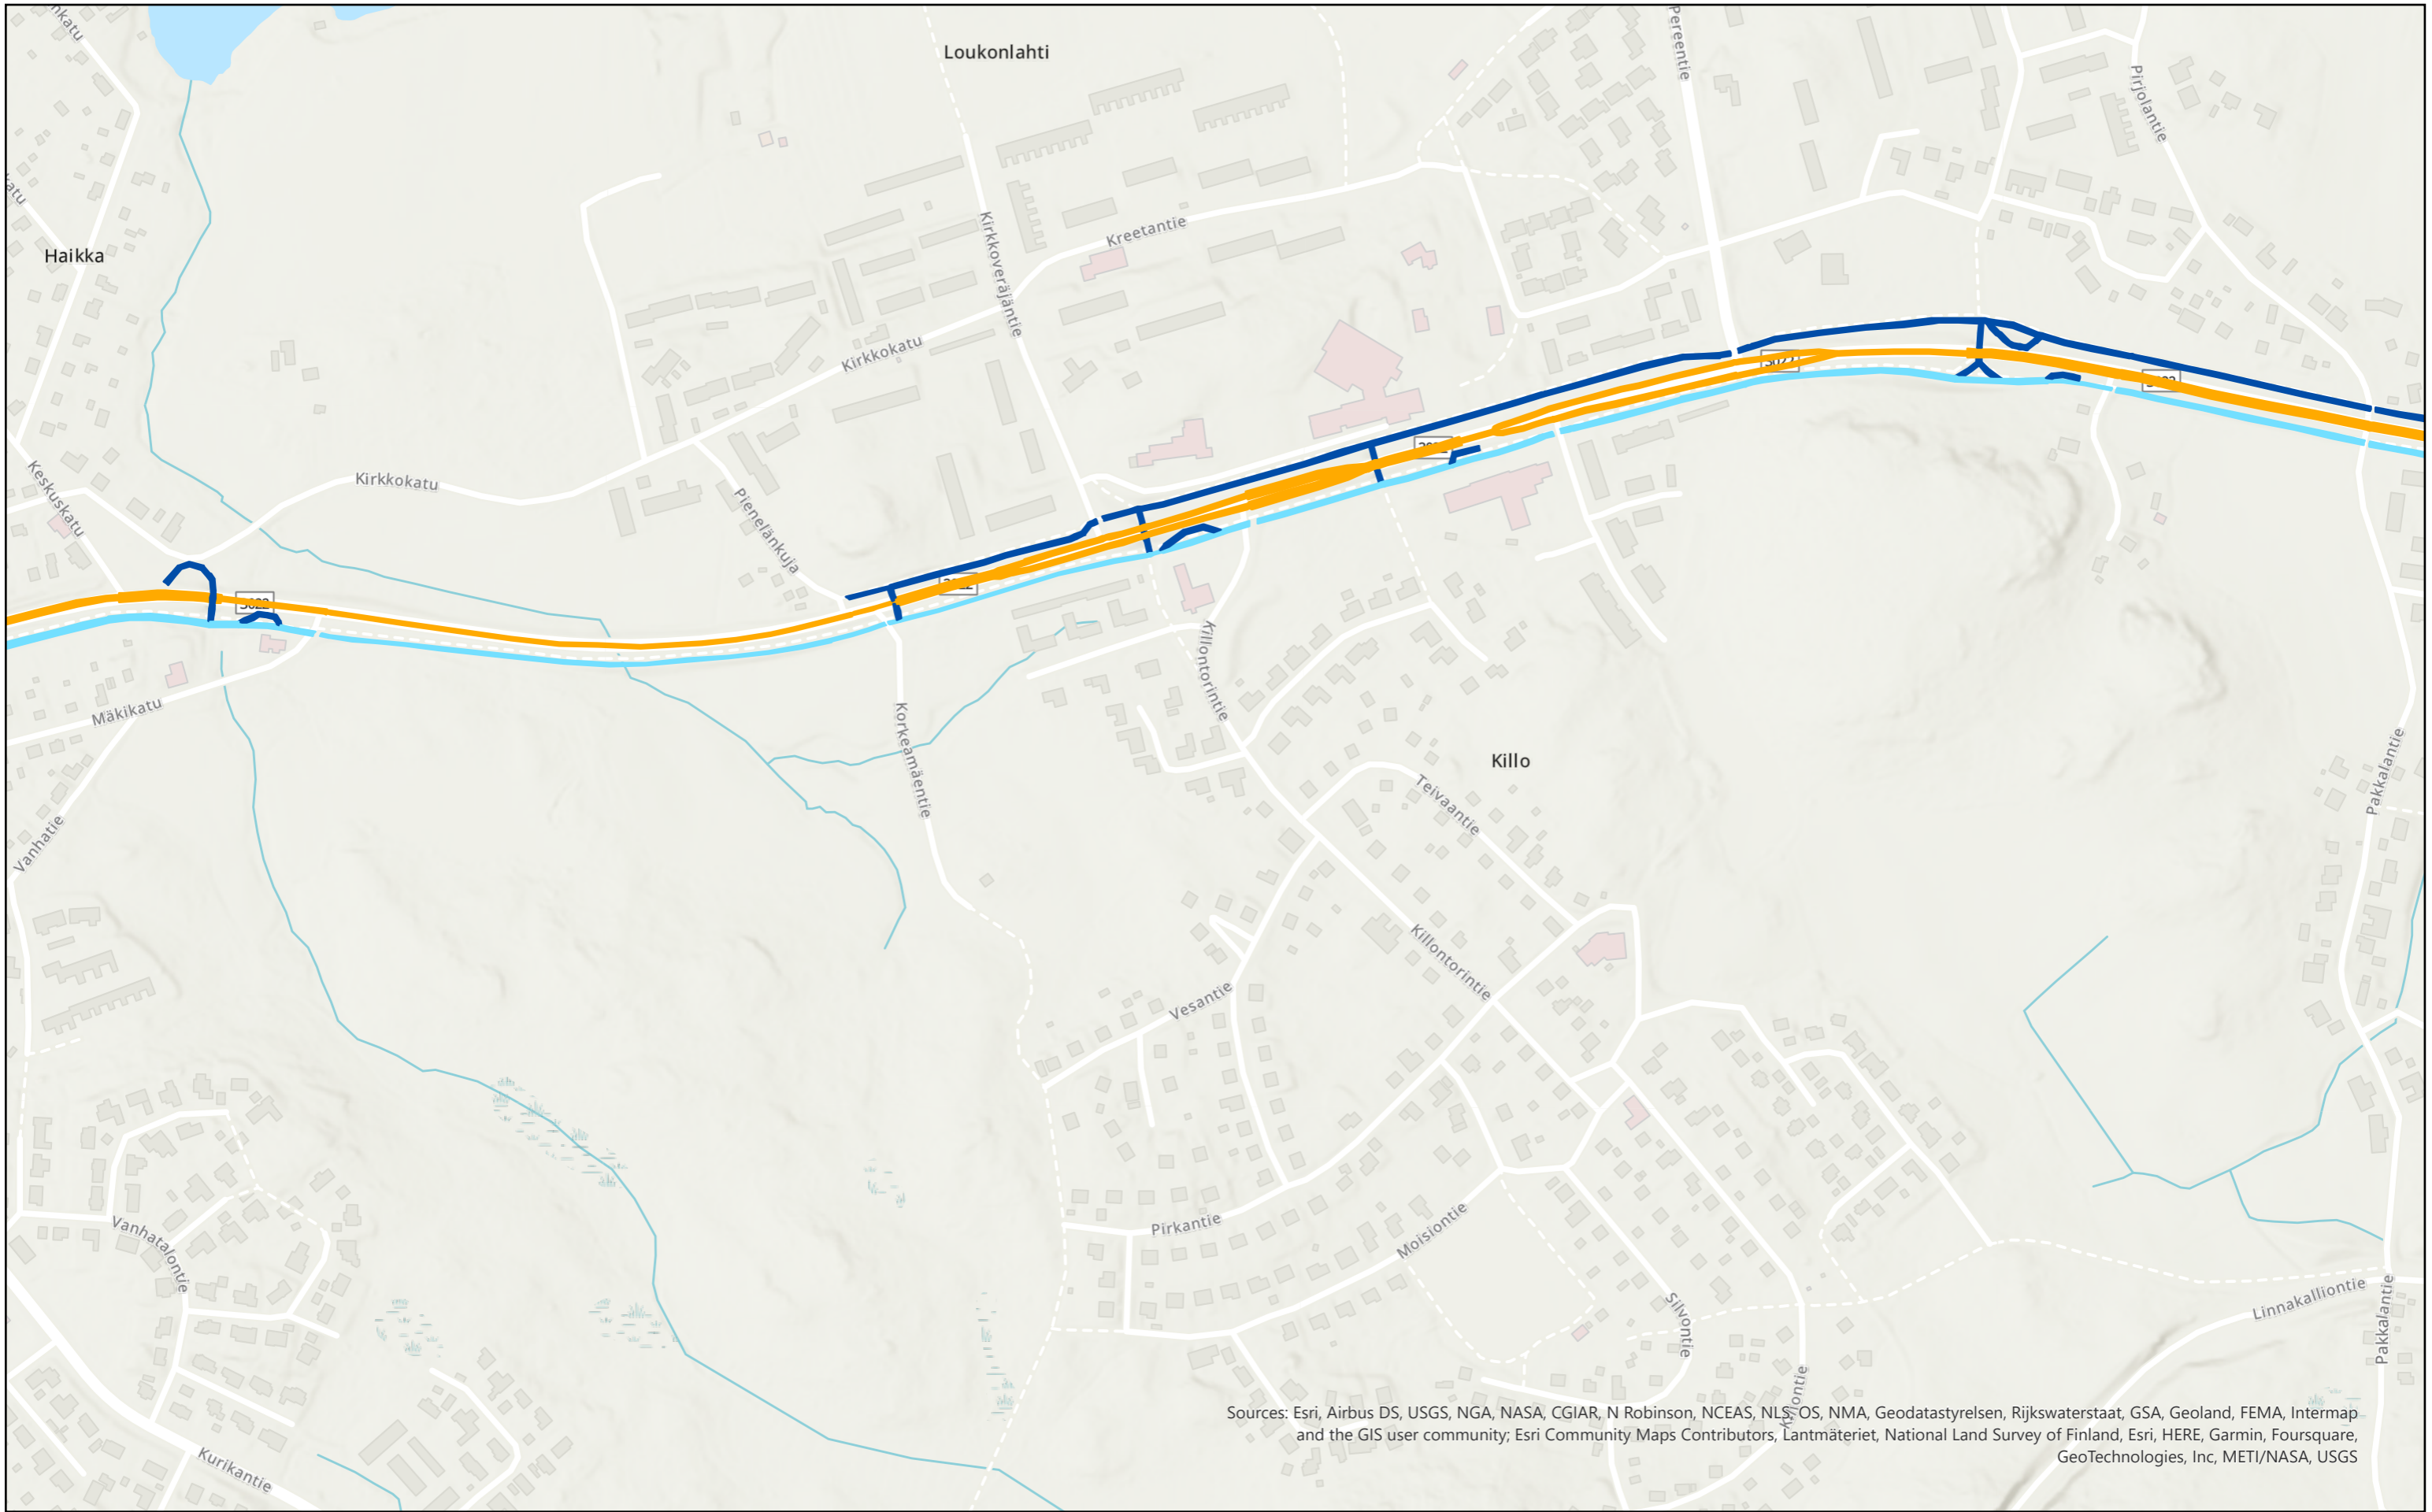 Loukonlahti
Pereentie
Pirjolantie
Haikka
Kirkkoveräjäntie
Kreetantie
Kirkkokatu
Keskuskatu
Kirkkokatu
Pienelänkuja
3022
Mäkikatu
Killontorintie
Korkeamäentie
Killo
Teivaantie
Pakkalantie
Vanhatie
Killontorintie
Vesantie
Pirkantie
Moisiontie
Vanhatalontie
Silvontie
Linnakalliontie
Pakkalantie
Kurikantie
Sources: Esri, Airbus DS, USGS, NGA, NASA, CGIAR, N Robinson, NCEAS, NLS, OS, NMA, Geodatastyrelsen, Rijkswaterstaat, GSA, Geoland, FEMA, Intermap
and the GIS user community; Esri Community Maps Contributors, Lantmäteriet, National Land Survey of Finland, Esri, HERE, Garmin, Foursquare,
GeoTechnologies, Inc, METI/NASA, USGS